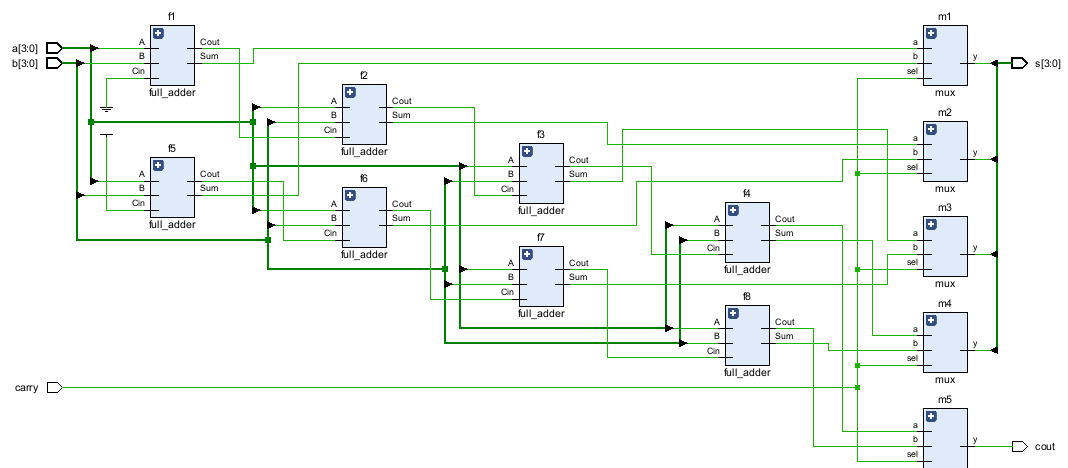 f1
A
B
Cin
Cout
Sum
full_adder
a[3:0]
b[3:0]
f2
A
B
Cin
Cout
Sum
full_adder
f5
A
B
Cin
Cout
Sum
full_adder
f3
A
B
Cin
Cout
Sum
full_adder
f6
A
B
Cin
Cout
Sum
full_adder
f4
A
B
Cin
Cout
Sum
full_adder
f7
A
B
Cin
Cout
Sum
full_adder
f8
A
B
Cin
Cout
Sum
full_adder
carry
m1
a
b
sel
y
mux
s[3:0]
m2
a
b
sel
y
mux
m3
a
b
sel
y
mux
m4
a
b
sel
y
mux
m5
a
b
sel
y
cout